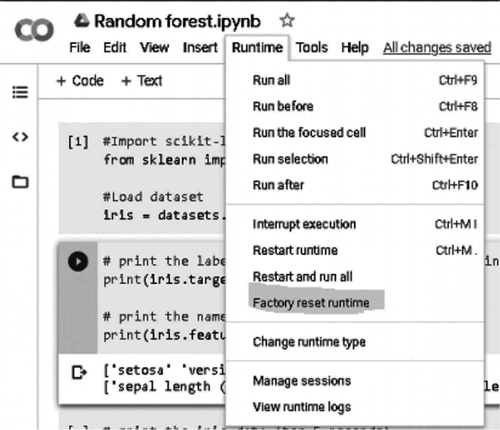 CO Random forest.ipynb
File Edit View Insert Runtime Tools Help All changes saved
+ Code + Text
Run all Ctrl+F9
Run before Ctrl+F8
Run the focused cell Ctrl+Enter
Run selection Ctrl+Shift+Enter
Run after Ctrl+F10
Interrupt execution Ctrl+M I
Restart runtime Ctrl+M .
Restart and run all
Factory reset runtime
Change runtime type
Manage sessions
View runtime logs
[1] #Import scikit-l
from sklearn imp
#Load dataset
iris = datasets.
# print the labe in
print(iris.targe
# print the name
print(iris.featu
['setosa' 'versi
['sepal length ( le